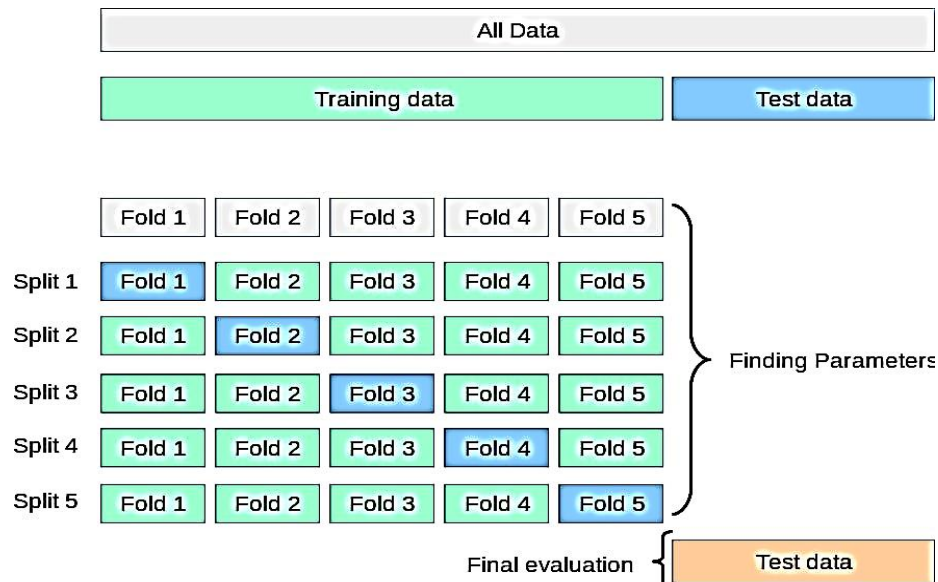 All Data
Training data Test data
Fold 1 Fold 2 Fold 3 Fold 4 Fold 5
Split 1 Fold 1 Fold 2 Fold 3 Fold 4 Fold 5
Split 2 Fold 1 Fold 2 Fold 3 Fold 4 Fold 5
Finding Parameters
Split 3 Fold 1 Fold 2 Fold 3 Fold 4 Fold 5
Split 4 Fold 1 Fold 2 Fold 3 Fold 4 Fold 5
Split 5 Fold 1 Fold 2 Fold 3 Fold 4 Fold 5
Final evaluation Test data